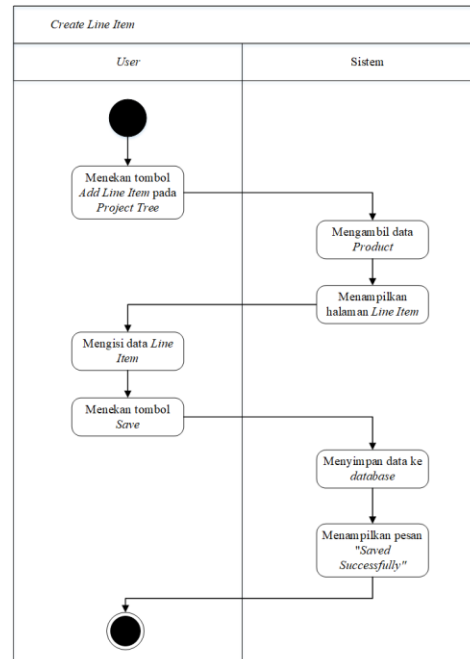 Create Line Item
User
Sistem
Menekan tombol
Add Line Item pada
Project Tree
Mengambil data
Product
Menampilkan
halaman Line Item
Mengisi data Line
Item
Menekan tombol
Save
Menyimpan data ke
database
Menampilkan pesan
"Saved
Successfully"